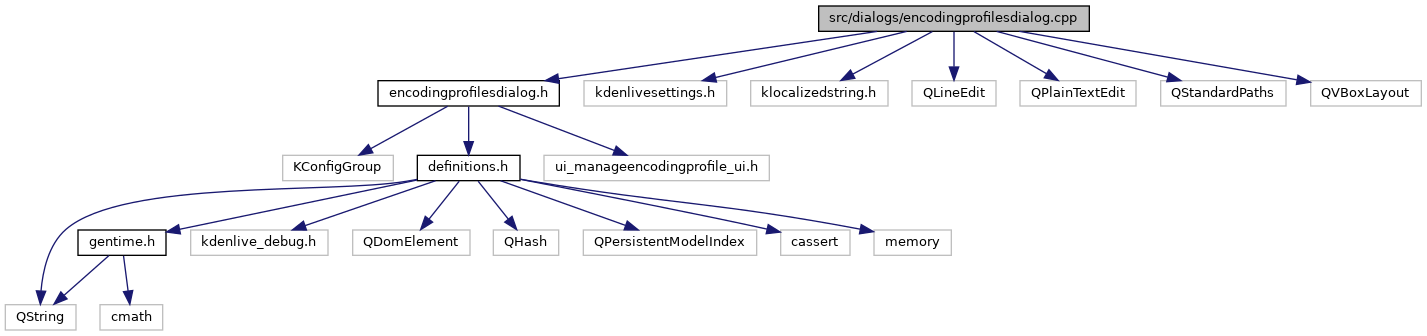 src/dialogs/encodingprofilesdialog.cpp
encodingprofilesdialog.h
kdenlivesettings.h
klocalizedstring.h
QLineEdit
QPlainTextEdit
QStandardPaths
QVBoxLayout
KConfigGroup
definitions.h
ui_manageencodingprofile_ui.h
gentime.h
kdenlive_debug.h
QDomElement
QHash
QPersistentModelIndex
cassert
memory
QString
cmath